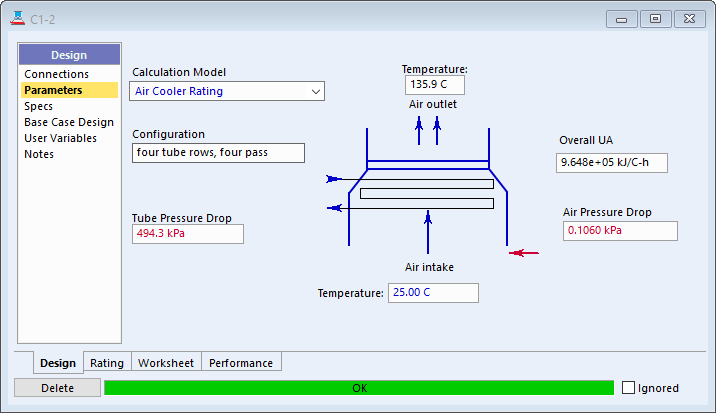 C1-2
Design
Connections
Parameters
Specs
Base Case Design
User Variables
Notes
Calculation Model
Air Cooler Rating
Configuration
four tube rows, four pass
Tube Pressure Drop
494.3 kPa
Temperature:
135.9 C
Air outlet
Air intake
Temperature: 25.00 C
Overall UA
9.648e+05 kJ/C-h
Air Pressure Drop
0.1060 kPa
Design Rating Worksheet Performance
Delete OK Ignored